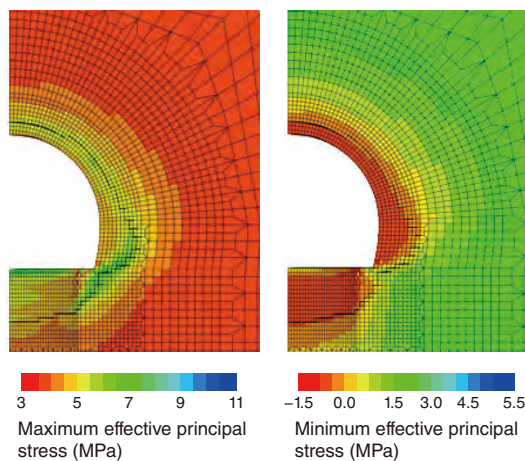 3 5 7 9 11
Maximum effective principal
stress (MPa)
−1.5 0.0 1.5 3.0 4.5 5.5
Minimum effective principal
stress (MPa)